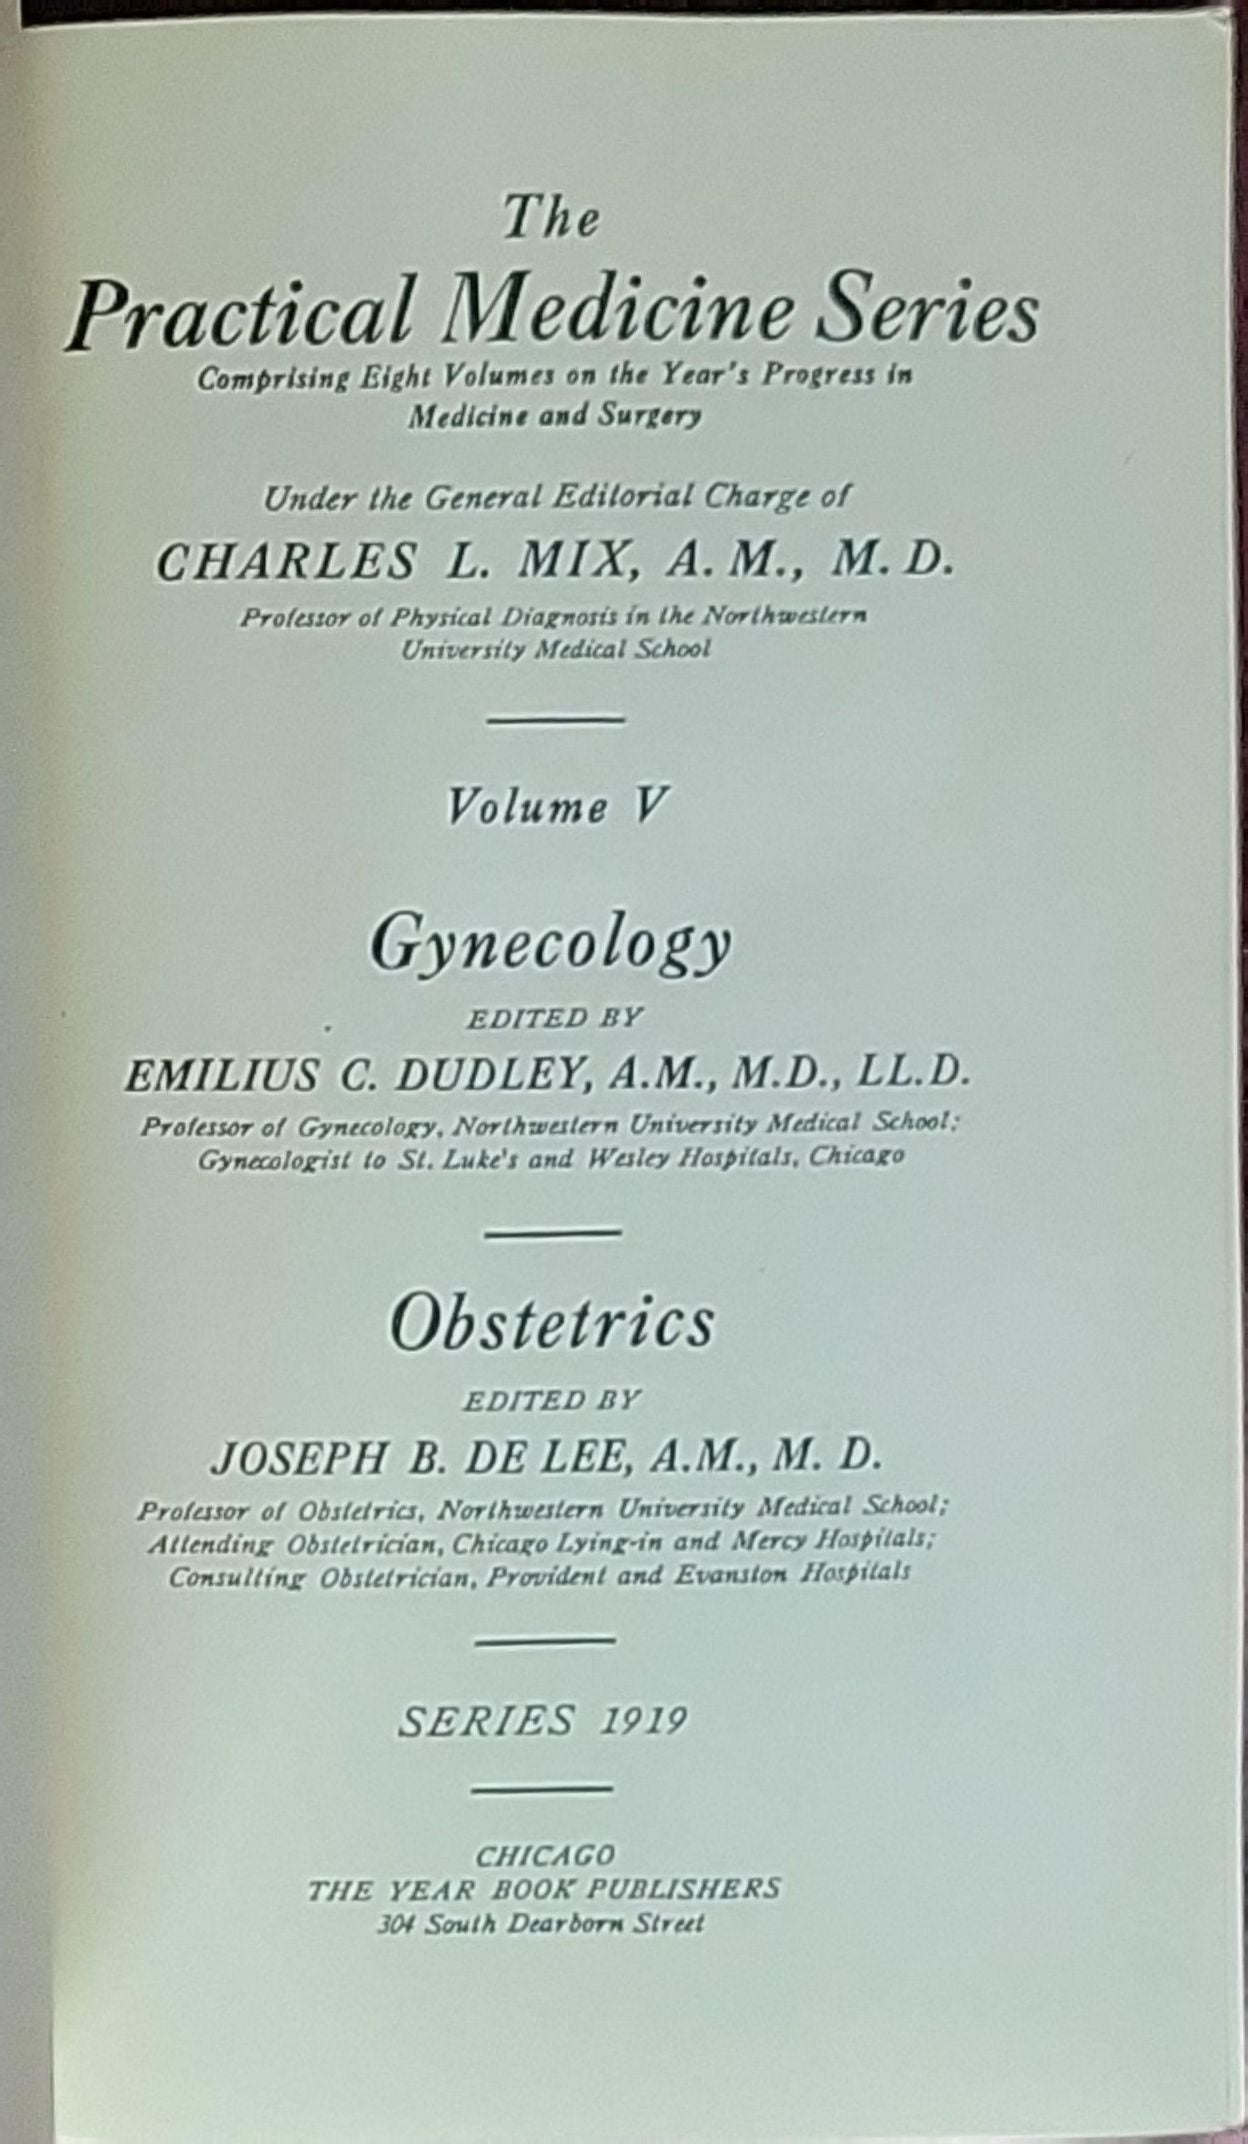 The
Practical Medicine Series
Comprising Eight Volumes on the Year's Progress in
Medicine and Surgery
Under the General Editorial Charge of
CHARLES L. MIX, A. M., M. D.
Professor of Physical Diagnosis in the Northwestern
University Medical School
Volume V
Gynecology
EDITED BY
EMILIUS C. DUDLEY, A.M., M.D., LL.D.
Professor of Gynecology, Northwestern University Medical School;
Gynecologist to St. Luke's and Wesley Hospitals, Chicago
Obstetrics
EDITED BY
JOSEPH B. DE LEE, A.M., M. D.
Professor of Obstetrics, Northwestern University Medical School;
Attending Obstetrician, Chicago Lying-in and Mercy Hospitals;
Consulting Obstetrician, Provident and Evanston Hospitals
SERIES 1919
CHICAGO
THE YEAR BOOK PUBLISHERS
304 South Dearborn Street